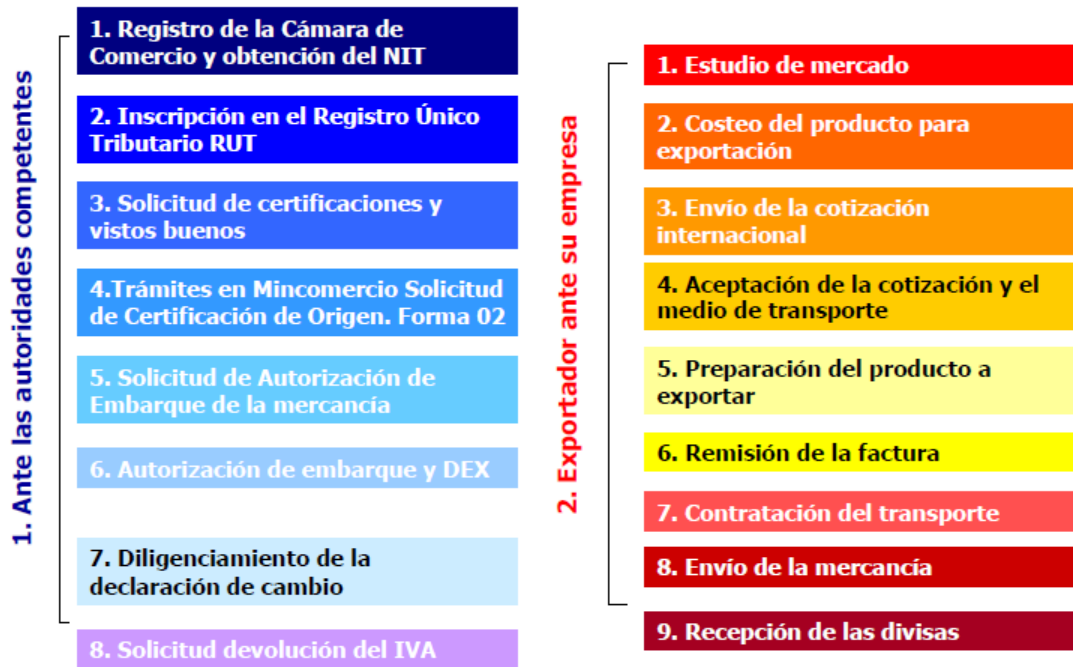 1. Ante las autoridades competentes
1. Registro de la Cámara de
Comercio y obtención del NIT
2. Inscripción en el Registro Único
Tributario RUT
3. Solicitud de certificaciones y
vistos buenos
4.Trámites en Mincomercio Solicitud
de Certificación de Origen. Forma 02
5. Solicitud de Autorización de
Embarque de la mercancía
6. Autorización de embarque y DEX
7. Diligenciamiento de la
declaración de cambio
8. Solicitud devolución del IVA
2. Exportador ante su empresa
1. Estudio de mercado
2. Costeo del producto para
exportación
3. Envío de la cotización
internacional
4. Aceptación de la cotización y el
medio de transporte
5. Preparación del producto a
exportar
6. Remisión de la factura
7. Contratación del transporte
8. Envío de la mercancía
9. Recepción de las divisas